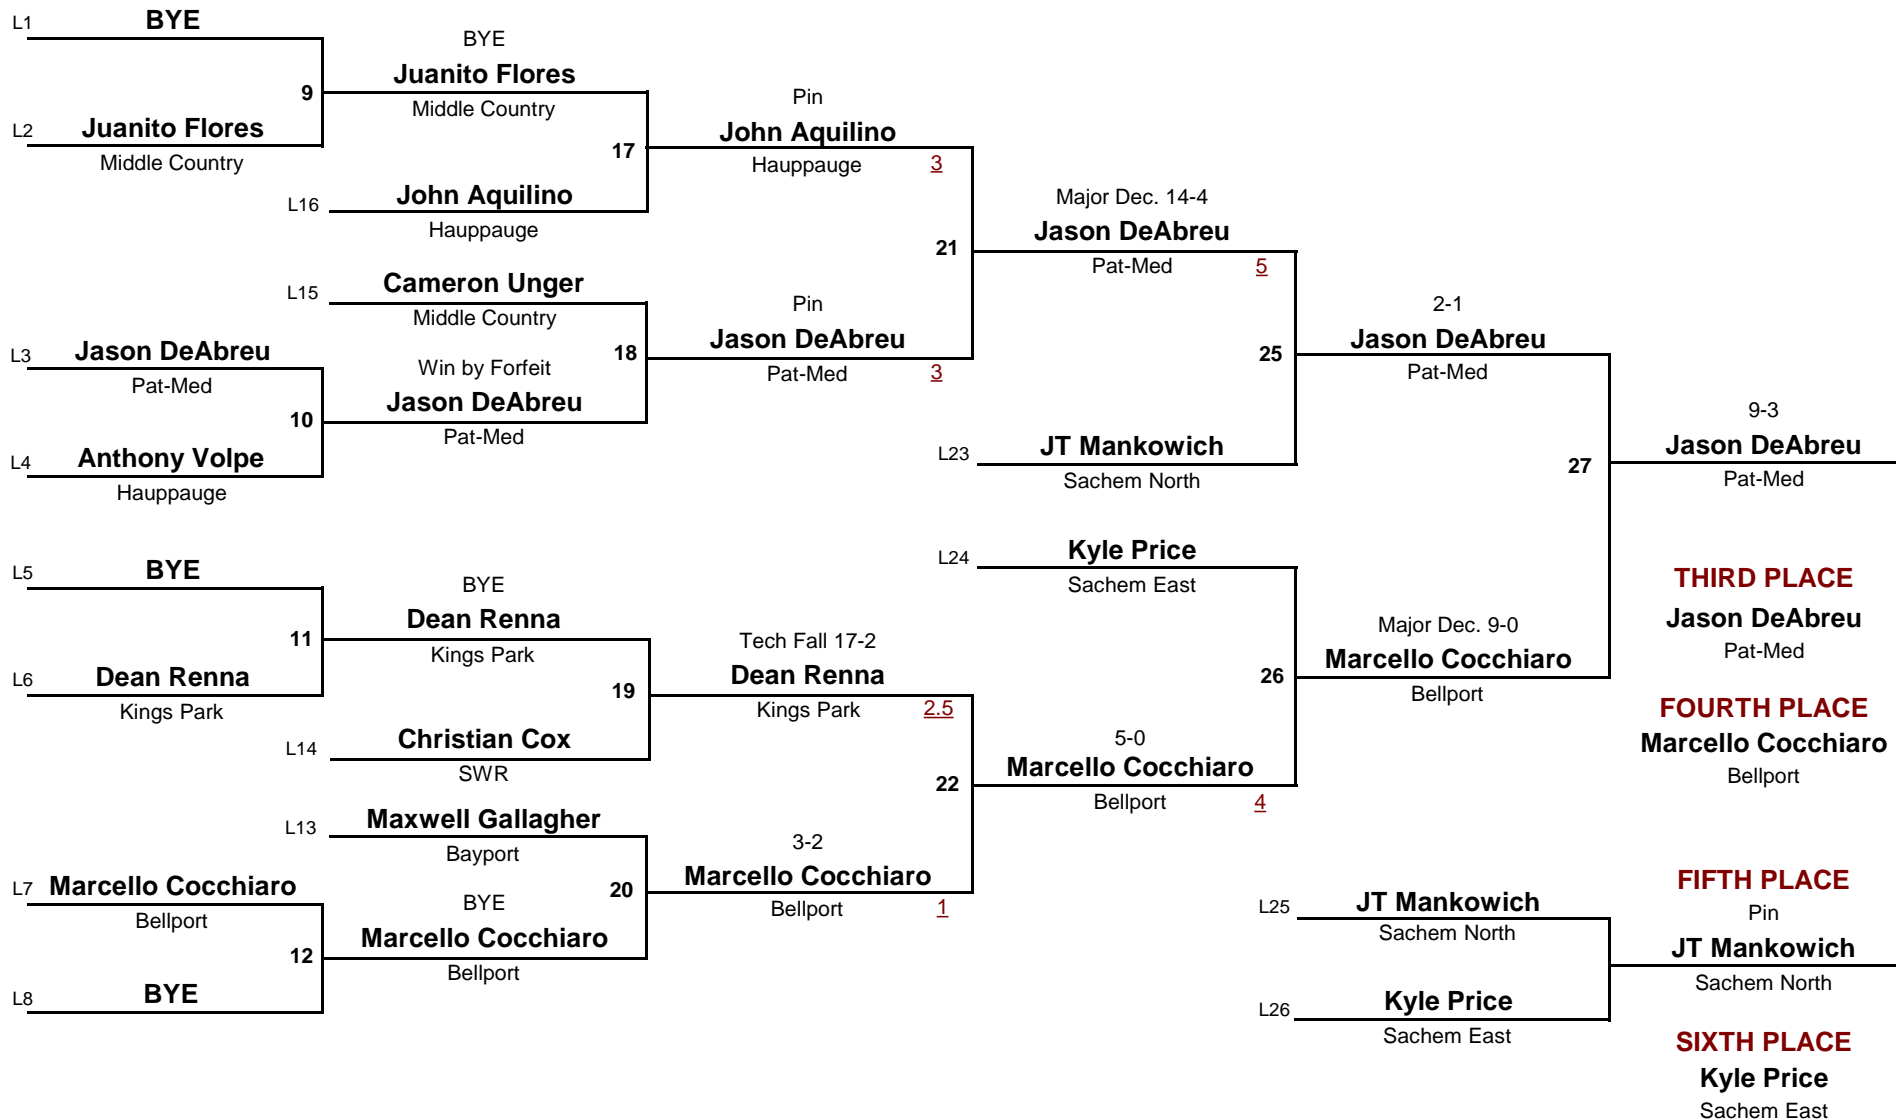 L1 BYE
9
L2 Juanito Flores
Middle Country
BYE
Juanito Flores
Middle Country
17
L16 John Aquilino
Hauppauge
Pin
John Aquilino
Hauppauge 3
21
L15 Cameron Unger
Middle Country
18
L3 Jason DeAbreu
Pat-Med
10
L4 Anthony Volpe
Hauppauge
Win by Forfeit
Jason DeAbreu
Pat-Med
Pin
Jason DeAbreu
Pat-Med 3
Major Dec. 14-4
Jason DeAbreu
Pat-Med 5
25
L23 JT Mankowich
Sachem North
2-1
Jason DeAbreu
Pat-Med
27
9-3
Jason DeAbreu
Pat-Med
L5 BYE
11
L6 Dean Renna
Kings Park
BYE
Dean Renna
Kings Park
19
L14 Christian Cox
SWR
Tech Fall 17-2
Dean Renna
Kings Park 2.5
22
L13 Maxwell Gallagher
Bayport
20
L7 Marcello Cocchiaro
Bellport
12
L8 BYE
BYE
Marcello Cocchiaro
Bellport
3-2
Marcello Cocchiaro
Bellport 1
L24 Kyle Price
Sachem East
26
5-0
Marcello Cocchiaro
Bellport 4
Major Dec. 9-0
Marcello Cocchiaro
Bellport
THIRD PLACE
Jason DeAbreu
Pat-Med
FOURTH PLACE
Marcello Cocchiaro
Bellport
L25 JT Mankowich
Sachem North
L26 Kyle Price
Sachem East
FIFTH PLACE
Pin
JT Mankowich
Sachem North
SIXTH PLACE
Kyle Price
Sachem East